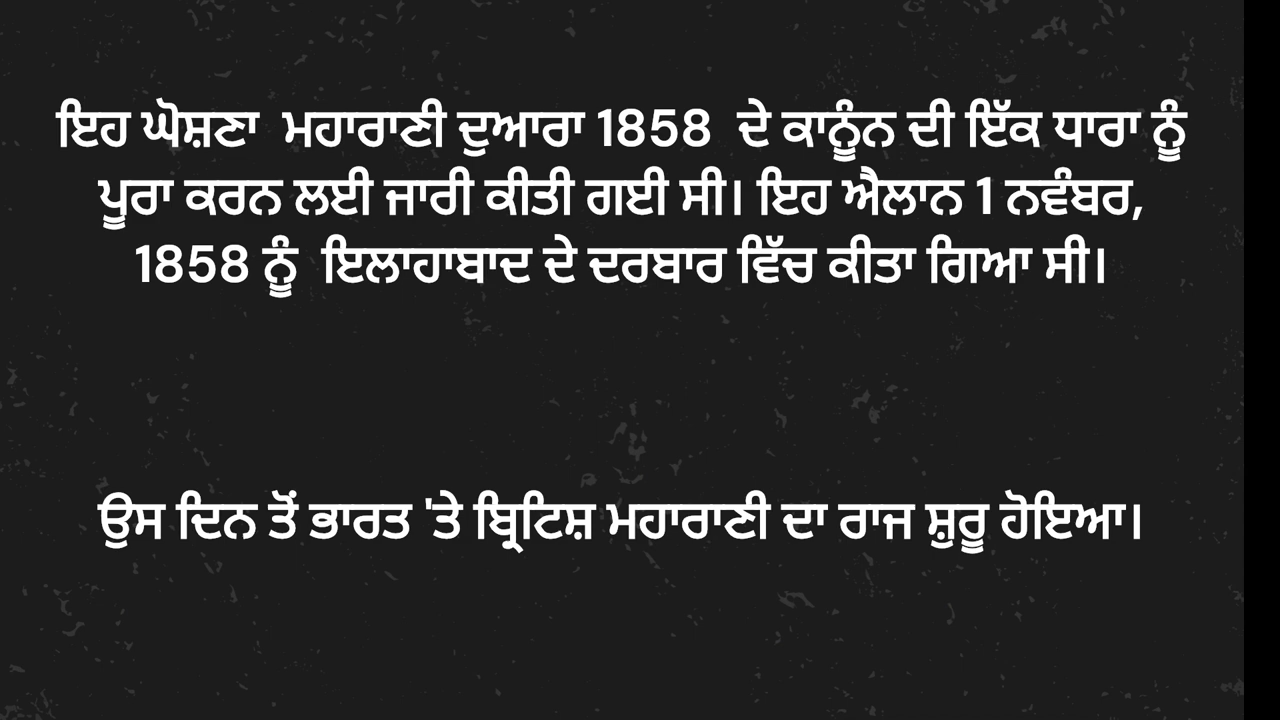 ਇਹ ਘੋਸ਼ਣਾ ਮਹਾਰਾਣੀ ਦੁਆਰਾ 1858 ਦੇ ਕਾਨੂੰਨ ਦੀ ਇੱਕ ਧਾਰਾ ਨੂੰ
ਪੂਰਾ ਕਰਨ ਲਈ ਜਾਰੀ ਕੀਤੀ ਗਈ ਸੀ। ਇਹ ਐਲਾਨ 1 ਨਵੰਬਰ,
1858 ਨੂੰ ਇਲਾਹਾਬਾਦ ਦੇ ਦਰਬਾਰ ਵਿੱਚ ਕੀਤਾ ਗਿਆ ਸੀ।
ਉਸ ਦਿਨ ਤੋਂ ਭਾਰਤ 'ਤੇ ਬ੍ਰਿਟਿਸ਼ ਮਹਾਰਾਣੀ ਦਾ ਰਾਜ ਸ਼ੁਰੂ ਹੋਇਆ।